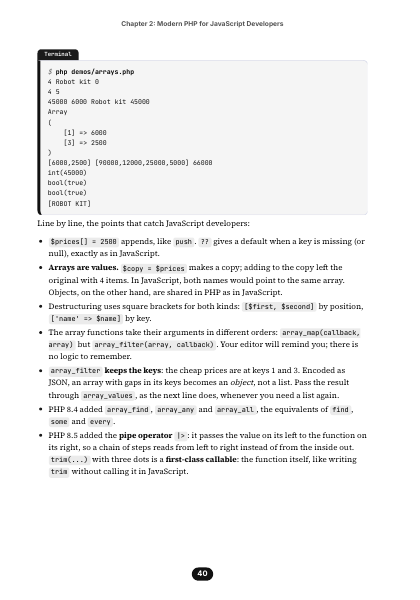 Chapter 2: Modern PHP for JavaScript Developers
Terminal
$ php demos/arrays.php
4 Robot kit 0
4 5
45000 6000 Robot kit 45000
Array
(
    [1] => 6000
    [3] => 2500
)
[6000,2500] [90000,12000,25000,5000] 66000
int(45000)
bool(true)
bool(true)
[ROBOT KIT]
Line by line, the points that catch JavaScript developers:
• $prices[] = 2500 appends, like push. ?? gives a default when a key is missing (or
null), exactly as in JavaScript.
• Arrays are values. $copy = $prices makes a copy; adding to the copy left the
original with 4 items. In JavaScript, both names would point to the same array.
Objects, on the other hand, are shared in PHP as in JavaScript.
• Destructuring uses square brackets for both kinds: [$first, $second] by position,
['name' => $name] by key.
• The array functions take their arguments in different orders: array_map(callback,
array) but array_filter(array, callback). Your editor will remind you; there is
no logic to remember.
• array_filter keeps the keys: the cheap prices are at keys 1 and 3. Encoded as
JSON, an array with gaps in its keys becomes an object, not a list. Pass the result
through array_values, as the next line does, whenever you need a list again.
• PHP 8.4 added array_find, array_any and array_all, the equivalents of find,
some and every.
• PHP 8.5 added the pipe operator |>: it passes the value on its left to the function on
its right, so a chain of steps reads from left to right instead of from the inside out.
trim(...) with three dots is a first-class callable: the function itself, like writing
trim without calling it in JavaScript.
40